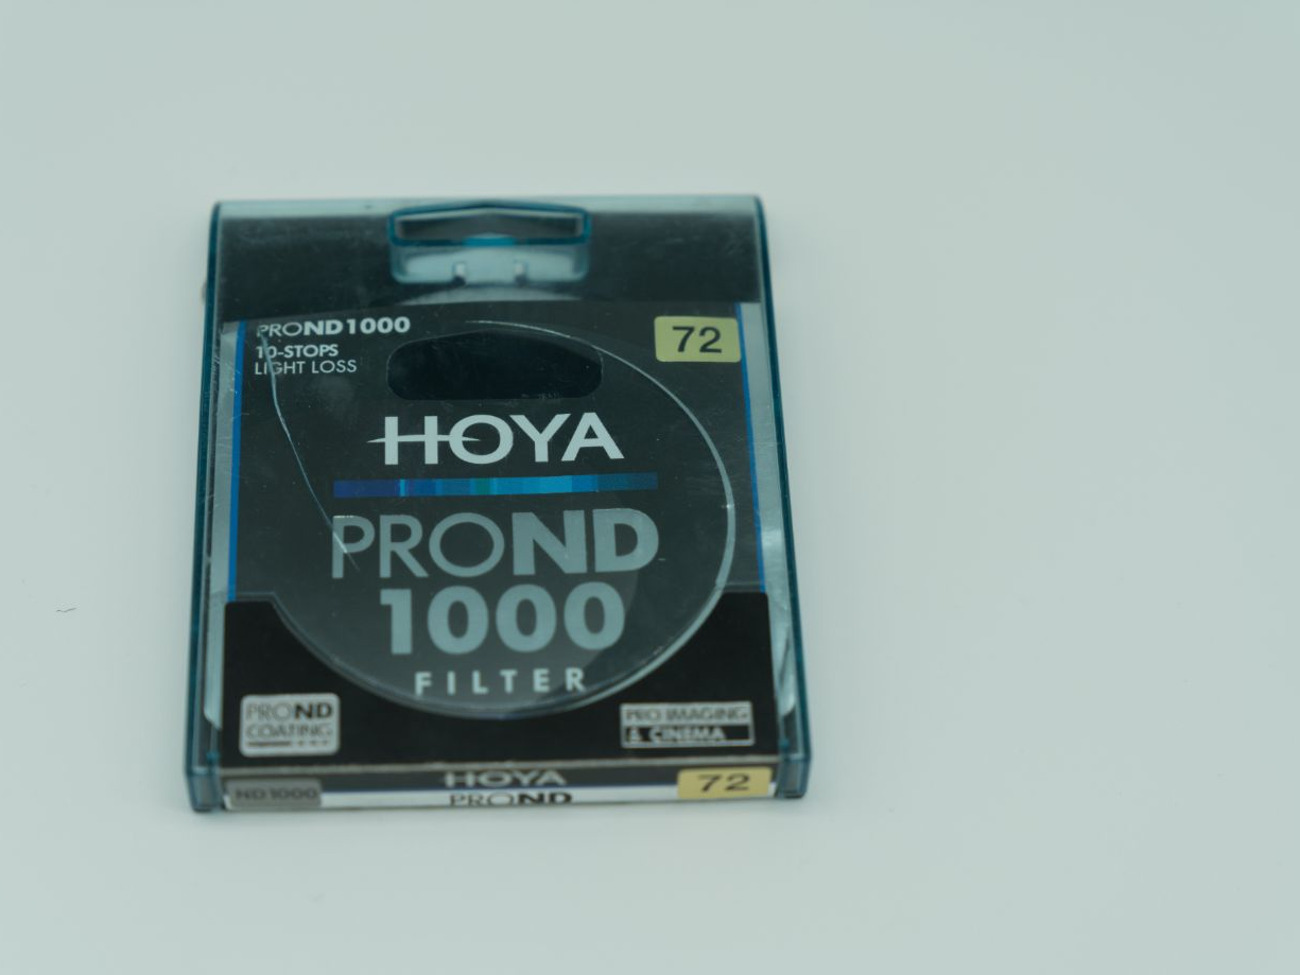 PROND1000
10-STOPS
LIGHT LOSS
72
HOYA
PROND
1000
FILTER
PROND
COATING
PRO IMAGING
& CINEMA
HOYA
72
ND1000
PROND